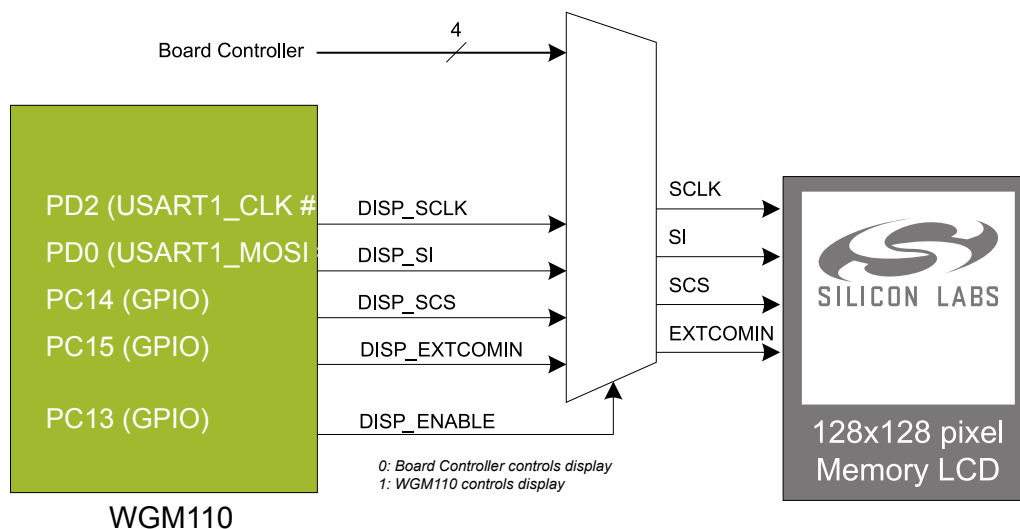 4
Board Controller
PD2 (USART1_CLK #
DISP_SCLK
PD0 (USART1_MOSI
DISP_SI
PC14 (GPIO)
DISP_SCS
PC15 (GPIO)
DISP_EXTCOMIN
PC13 (GPIO)
DISP_ENABLE
0: Board Controller controls display
1: WGM110 controls display
WGM110
SCLK
SI
SCS
EXTCOMIN
SILICON LABS
128x128 pixel
Memory LCD